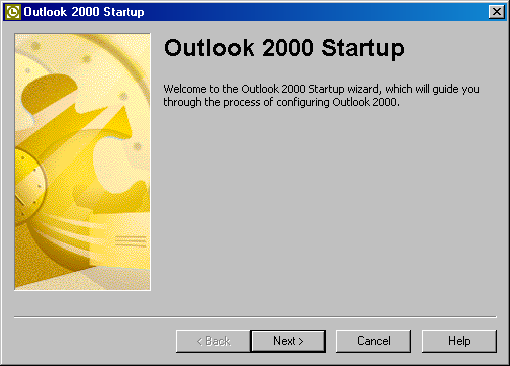 Outlook 2000 Startup
Outlook 2000 Startup
Welcome to the Outlook 2000 Startup wizard, which will guide you
through the process of configuring Outlook 2000.
< Back
Next >
Cancel
Help